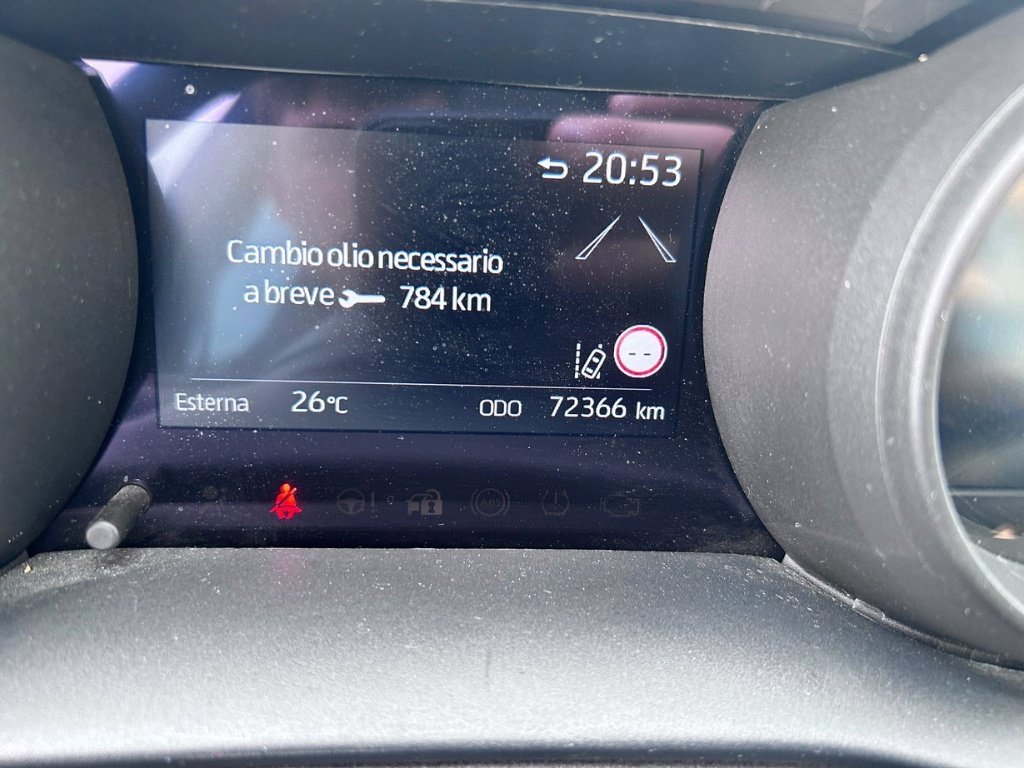 20:53
Cambio olio necessario
a breve 784 km
- -
Esterna 26°C ODO 72366 km